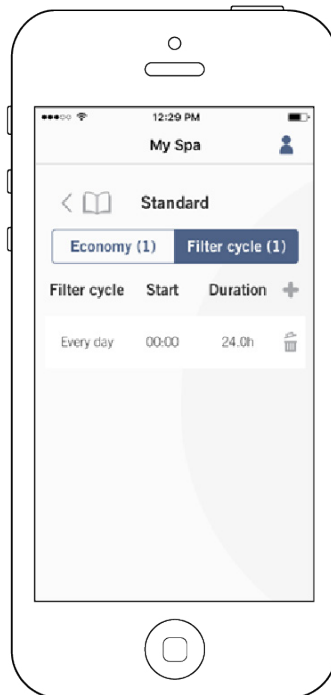 12:29 PM
My Spa
Standard
Economy (1) Filter cycle (1)
Filter cycle Start Duration
Every day 00:00 24.0h